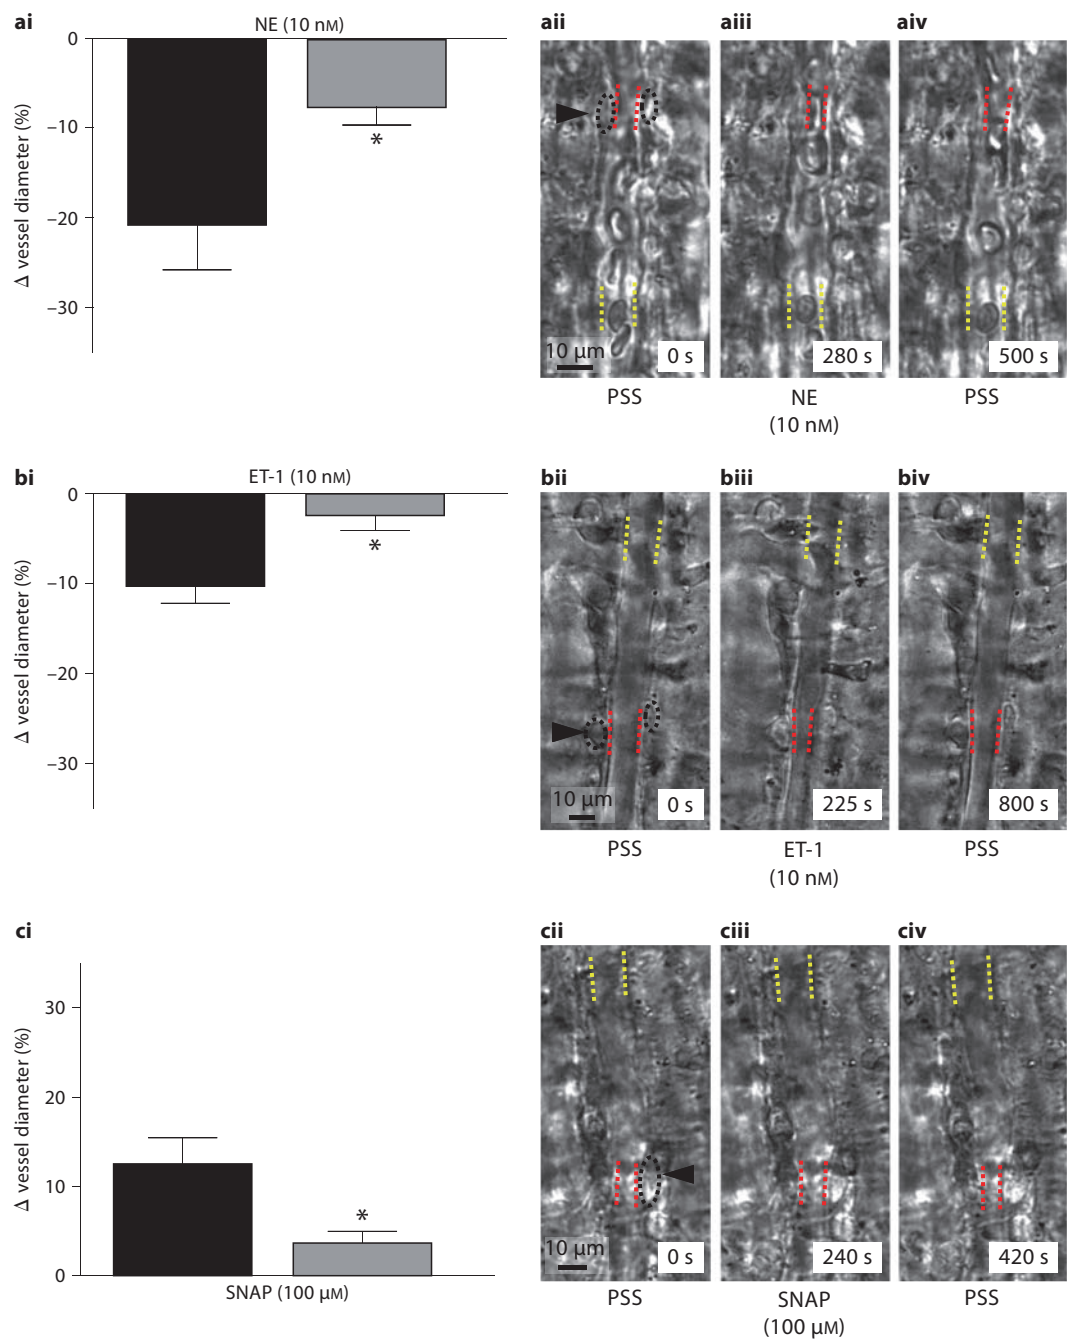 ai
NE (10 nM)
0
−10
−20
−30
Δ vessel diameter (%)
*
aii
aiii
aiv
10 µm
0 s
280 s
500 s
PSS
NE
(10 nM)
PSS
bi
ET-1 (10 nM)
0
−10
−20
−30
Δ vessel diameter (%)
*
bii
biii
biv
10 µm
0 s
225 s
800 s
PSS
ET-1
(10 nM)
PSS
ci
30
20
10
0
Δ vessel diameter (%)
*
SNAP (100 µM)
cii
ciii
civ
10 µm
0 s
240 s
420 s
PSS
SNAP
(100 µM)
PSS